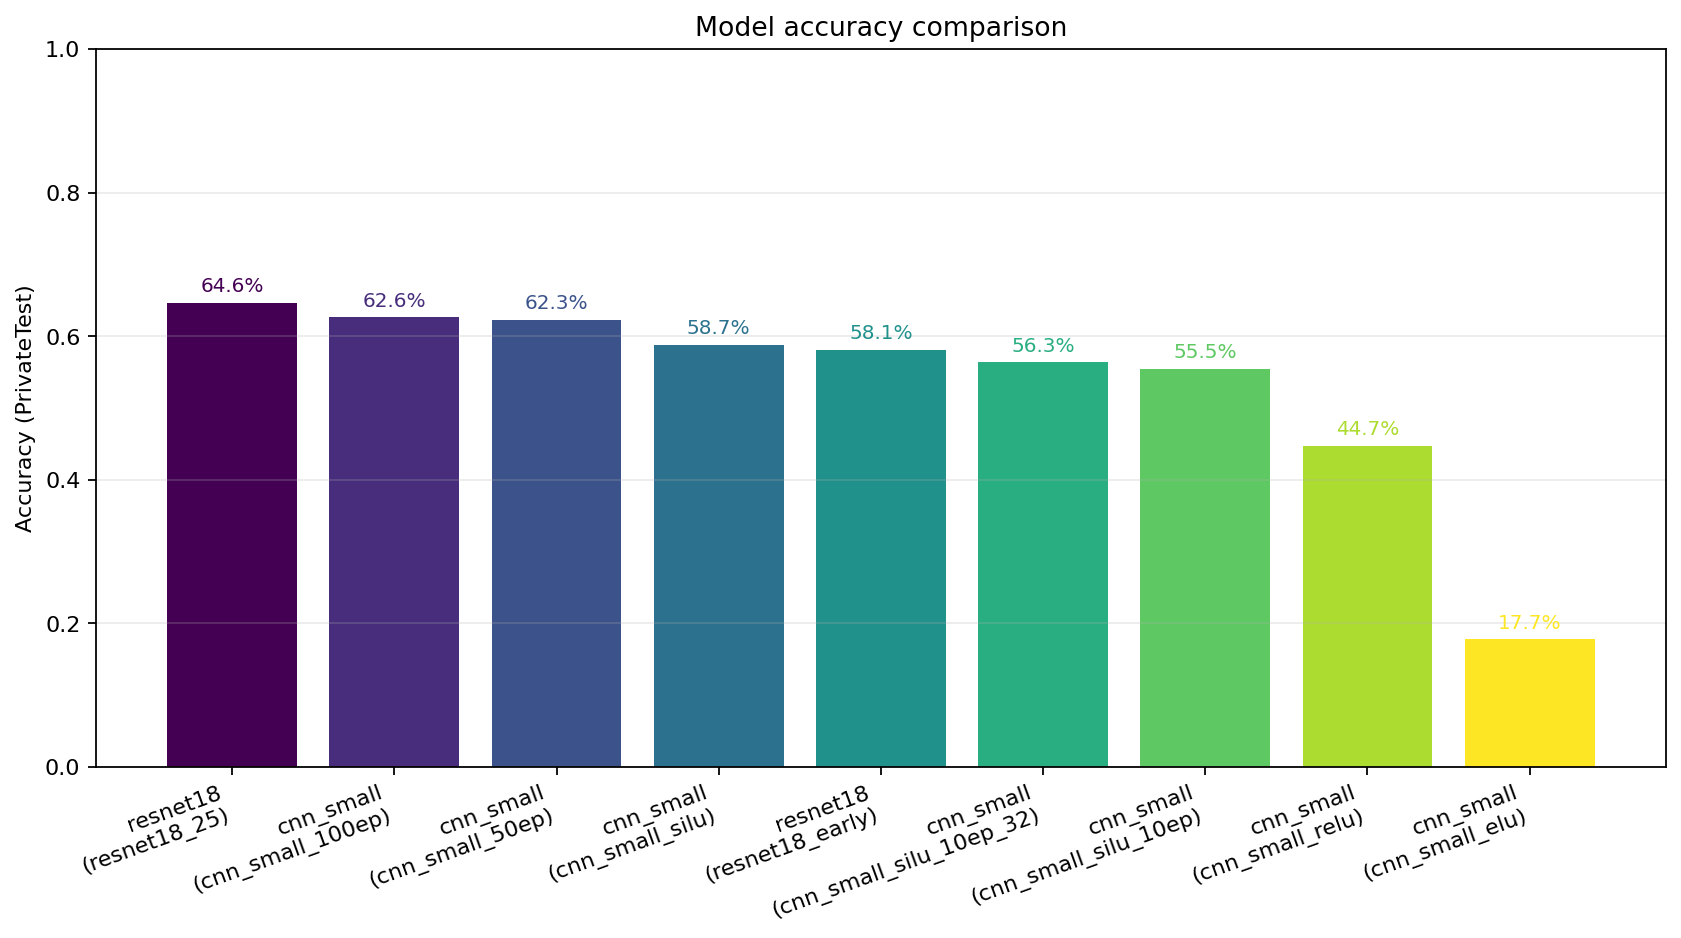 Model accuracy comparison
Accuracy (PrivateTest)
1.0
0.8
0.6
0.4
0.2
0.0
64.6%
62.6%
62.3%
58.7%
58.1%
56.3%
55.5%
44.7%
17.7%
resnet18
(resnet18_25)
cnn_small
(cnn_small_100ep)
cnn_small
(cnn_small_50ep)
cnn_small
(cnn_small_silu)
resnet18
(resnet18_early)
cnn_small
(cnn_small_silu_10ep_32)
cnn_small
(cnn_small_silu_10ep)
cnn_small
(cnn_small_relu)
cnn_small
(cnn_small_elu)